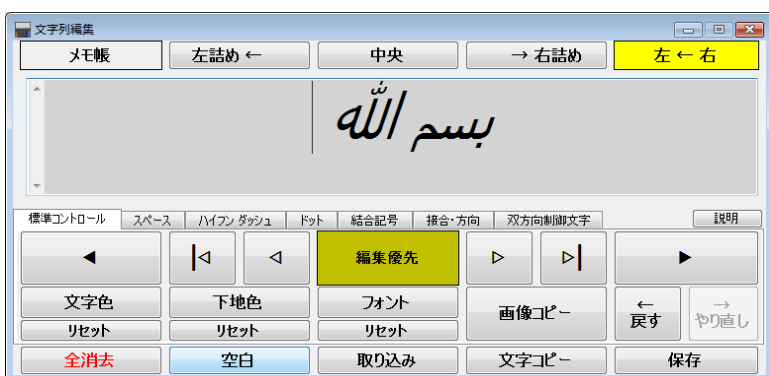 文字列編集
メモ帳 左詰め ← 中央 → 右詰め 左 ← 右
بسم الله
標準コントロール スペース ハイフン ダッシュ ドット 結合記号 接合・方向 双方向制御文字 説明
◀ |◁ ◁ 編集優先 ▷ ▷| ▶
文字色 下地色 フォント 画像コピー ← 戻す → やり直し
リセット リセット リセット
全消去 空白 取り込み 文字コピー 保存